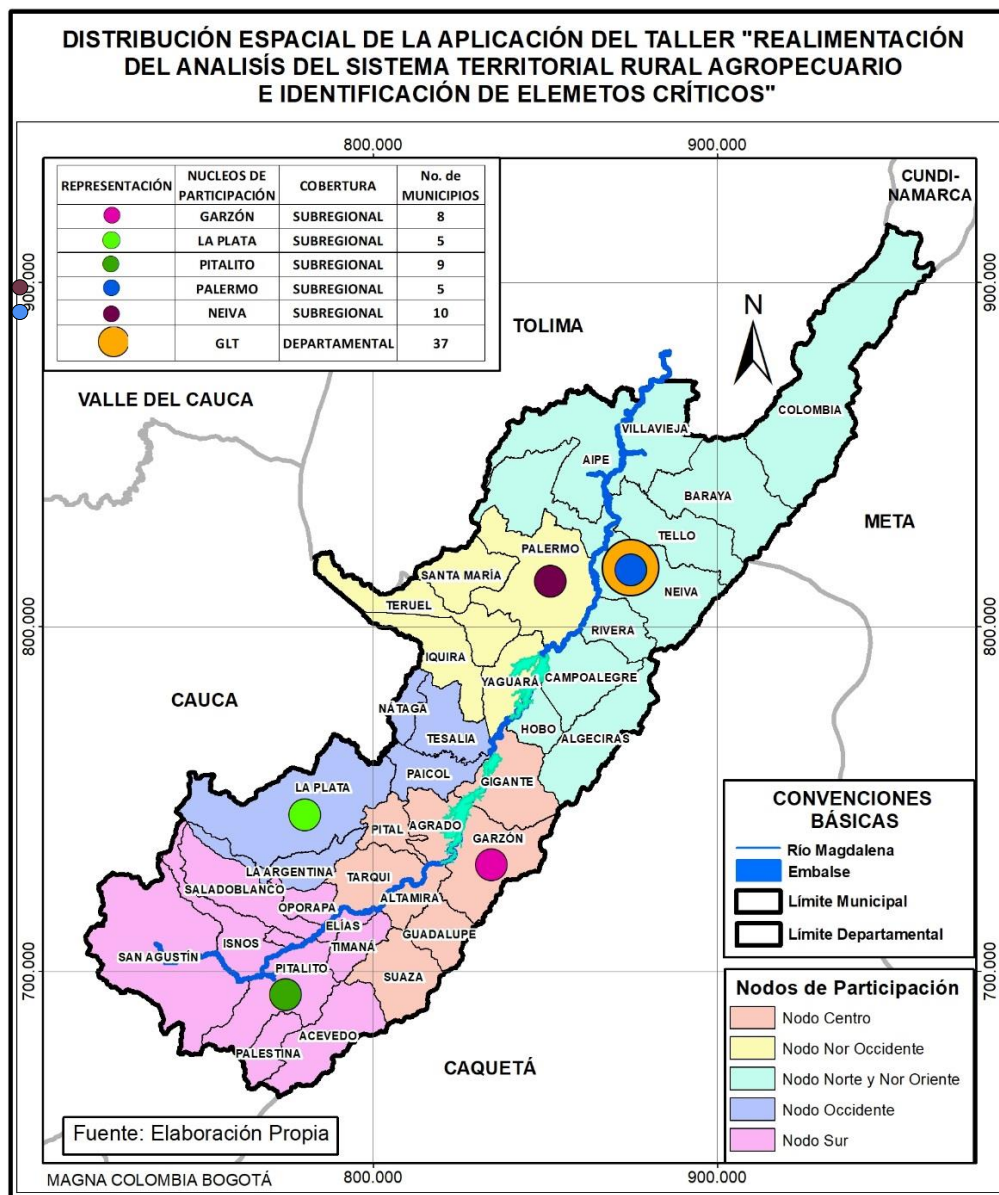 DISTRIBUCIÓN ESPACIAL DE LA APLICACIÓN DEL TALLER "REALIMENTACIÓN
DEL ANALISÍS DEL SISTEMA TERRITORIAL RURAL AGROPECUARIO
E IDENTIFICACIÓN DE ELEMETOS CRÍTICOS"
800.000 900.000
REPRESENTACIÓN NUCLEOS DE PARTICIPACIÓN COBERTURA No. de MUNICIPIOS
GARZÓN SUBREGIONAL 8
LA PLATA SUBREGIONAL 5
PITALITO SUBREGIONAL 9
PALERMO SUBREGIONAL 5
NEIVA SUBREGIONAL 10
GLT DEPARTAMENTAL 37
CUNDI-
NAMARCA
900.000 900.000
N
TOLIMA
VALLE DEL CAUCA
COLOMBIA
VILLAVIEJA
AIPE
BARAYA
META
TELLO
PALERMO
SANTA MARÍA
NEIVA
TERUEL
800.000 800.000
RIVERA
IQUIRA
YAGUARÁ
CAMPOALEGRE
CAUCA
NÁTAGA
HOBO
TESALIA
ALGECIRAS
PAICOL
GIGANTE
LA PLATA
AGRADO
PITAL
GARZÓN
LA ARGENTINA
TARQUI
SALADOBLANCO
ALTAMIRA
OPORAPA
ELÍAS
GUADALUPE
ISNOS
TIMANÁ
SAN AGUSTÍN
PITALITO
SUAZA
700.000 700.000
ACEVEDO
PALESTINA
CAQUETÁ
CONVENCIONES
BÁSICAS
Río Magdalena
Embalse
Límite Municipal
Límite Departamental
Nodos de Participación
Nodo Centro
Nodo Nor Occidente
Nodo Norte y Nor Oriente
Nodo Occidente
Nodo Sur
Fuente: Elaboración Propia
MAGNA COLOMBIA BOGOTÁ
800.000 900.000